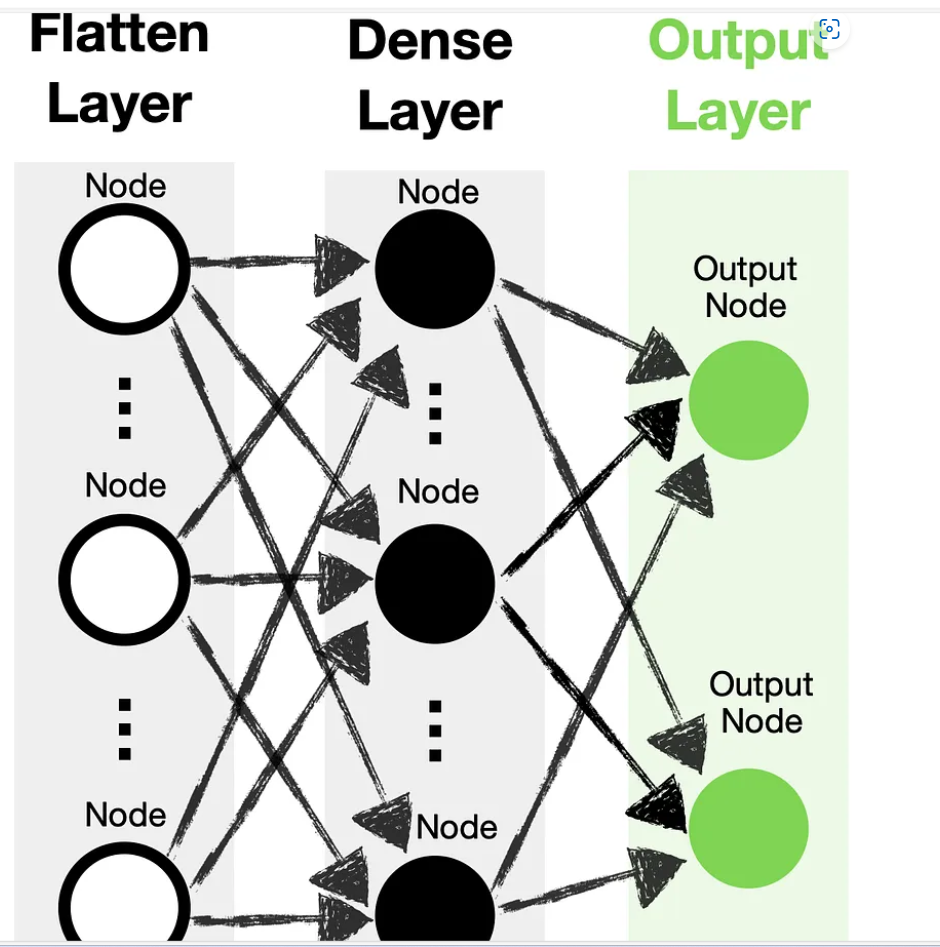 Flatten
Layer
Dense
Layer
Output
Layer
Node
Node
Node
Node
Node
Node
Output
Node
Output
Node